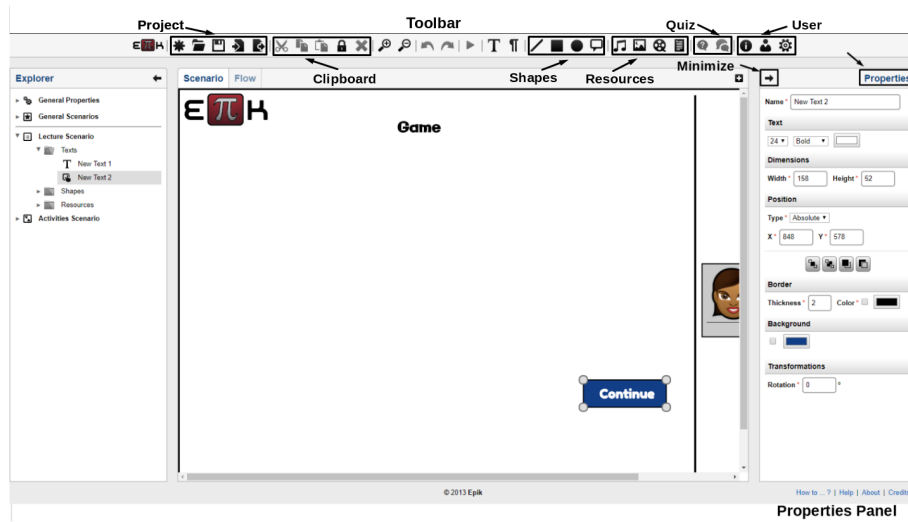 Project
Toolbar
Quiz
User
EπK
T ¶
Clipboard
Shapes
Resources
Minimize
Explorer
Scenario Flow
Properties
General Properties
General Scenarios
Lecture Scenario
Texts
T New Text 1
New Text 2
Shapes
Resources
Activities Scenario
EπK
Game
Continue
Name * New Text 2
Text
24 Bold
Dimensions
Width * 158 Height * 52
Position
Type * Absolute
X * 848 Y * 578
Border
Thickness * 2 Color *
Background
Transformations
Rotation * 0 °
© 2013 Epik
How to ... ? | Help | About | Credits
Properties Panel